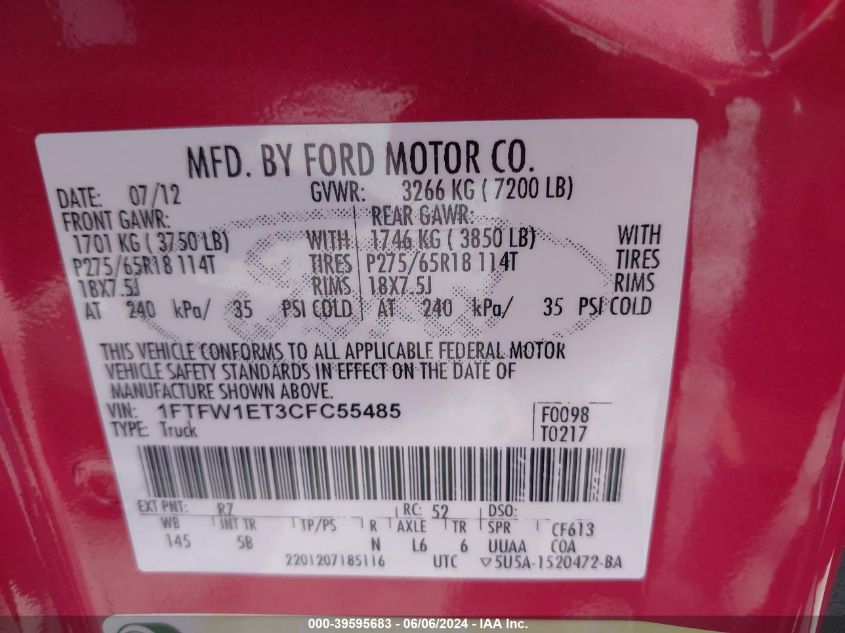 MFD. BY FORD MOTOR CO.
DATE: 07/12 GVWR: 3266 KG ( 7200 LB)
FRONT GAWR: REAR GAWR:
1701 KG ( 3750 LB) WITH 1746 KG ( 3850 LB) WITH
P275/65R18 114T TIRES P275/65R18 114T TIRES
18X7.5J RIMS 18X7.5J RIMS
AT 240 kPa/ 35 PSI COLD AT 240 kPa/ 35 PSI COLD
THIS VEHICLE CONFORMS TO ALL APPLICABLE FEDERAL MOTOR
VEHICLE SAFETY STANDARDS IN EFFECT ON THE DATE OF
MANUFACTURE SHOWN ABOVE.
VIN: 1FTFW1ET3CFC55485 F0098
TYPE: Truck T0217
EXT PNT: RZ RC: 52 DSO:
WB INT TR TP/PS R AXLE TR SPR CF613
145 5B N L6 6 UUAA COA
2201207185116 UTC 5U5A-1520472-BA
000-39595683 - 06/06/2024 - IAA Inc.